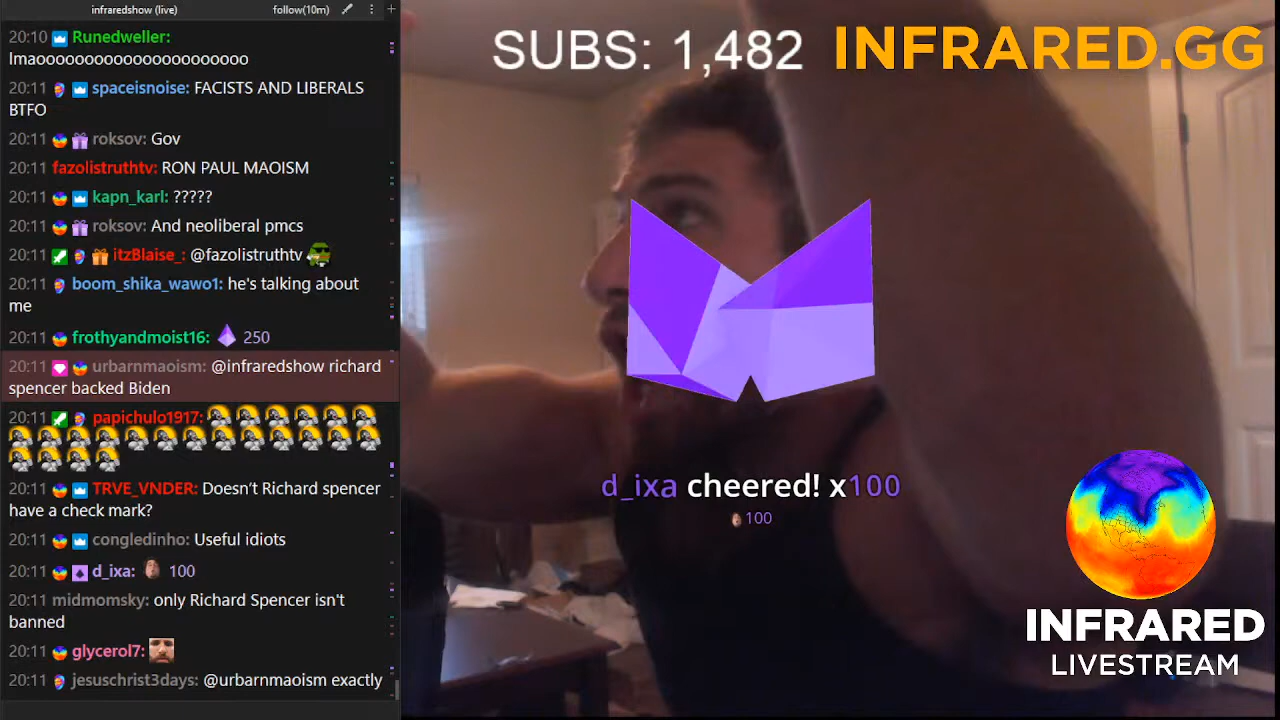 infraredshow (live)
follow(10m)
20:10 Runedweller:
lmaooooooooooooooooooooooo
20:11 spaceisnoise: FACISTS AND LIBERALS
BTFO
20:11 roksov: Gov
20:11 fazolistruthtv: RON PAUL MAOISM
20:11 kapn_karl: ?????
20:11 roksov: And neoliberal pmcs
20:11 itzBlaise_: @fazolistruthtv
20:11 boom_shika_wawo1: he's talking about
me
20:11 frothyandmoist16: 250
20:11 urbarnmaoism: @infraredshow richard
spencer backed Biden
20:11 papichulo1917:
20:11 TRVE_VNDER: Doesn't Richard spencer
have a check mark?
20:11 congledinho: Useful idiots
20:11 d_ixa: 100
20:11 midmomsky: only Richard Spencer isn't
banned
20:11 glycerol7:
20:11 jesuschrist3days: @urbarnmaoism exactly
SUBS: 1,482
INFRARED.GG
d_ixa cheered! x100
100
INFRARED
LIVESTREAM